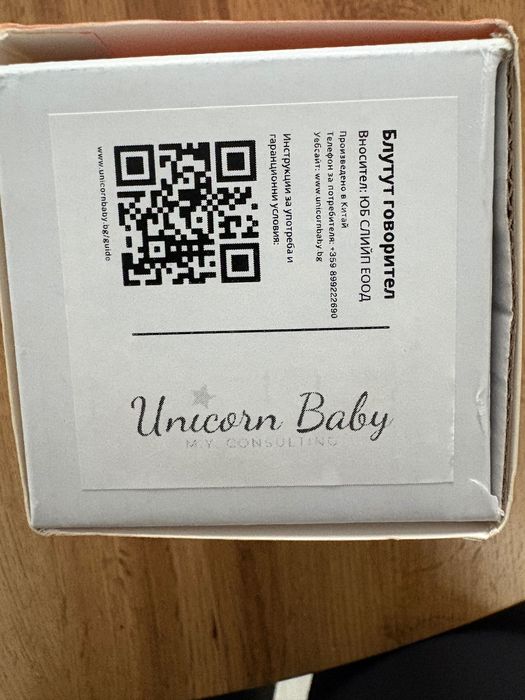 Блутут говорител
Вносител: ЮБ СЛИЙП ЕООД
Произведено в Китай
Телефон за потребителя: +359 899222690
Уебсайт: www.unicornbaby.bg
Инструкции за употреба и
гаранционни условия:
www.unicornbaby.bg/guide
Unicorn Baby
M.Y. CONSULTING